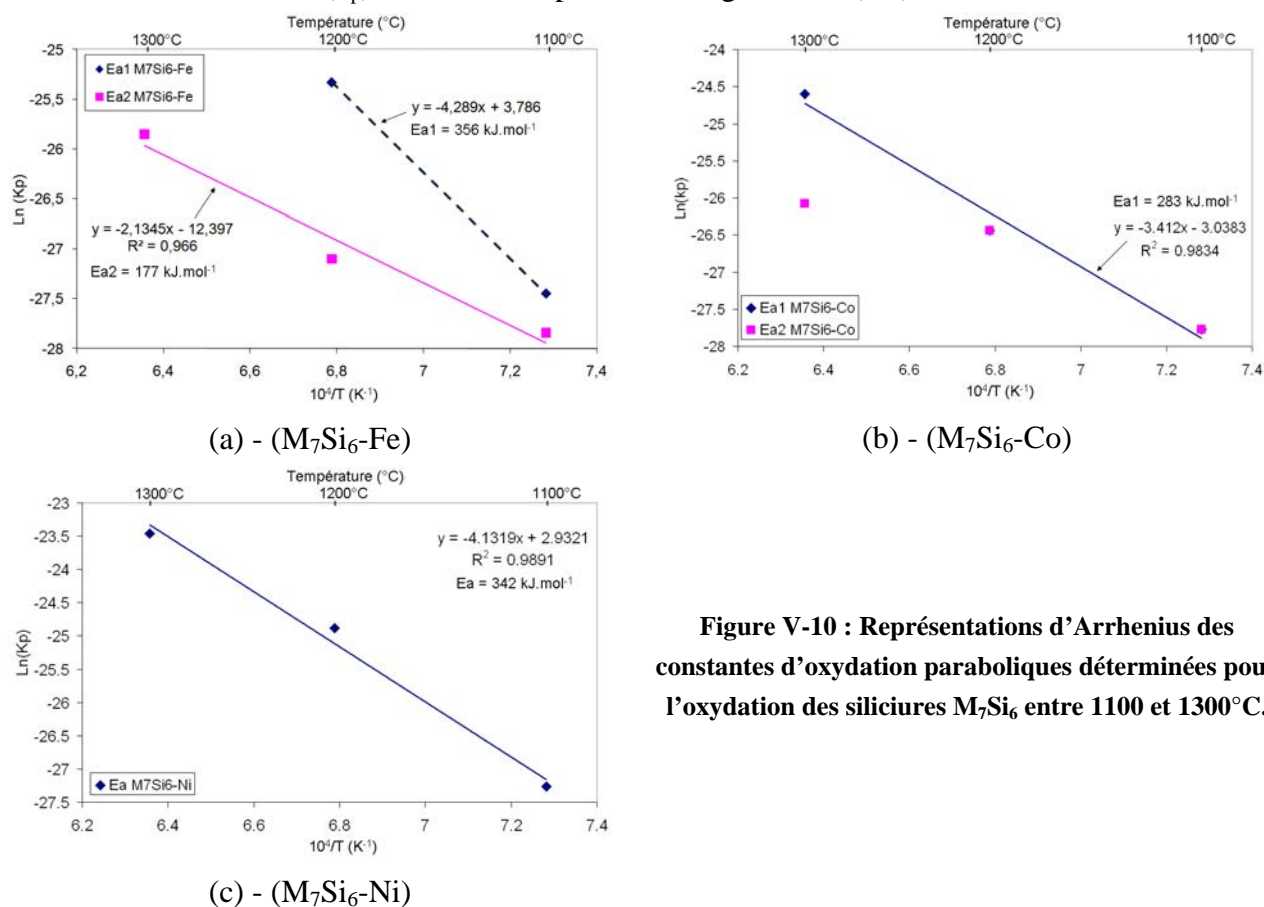 Température (°C)
1300°C 1200°C 1100°C
-25
-25,5
-26
-26,5
-27
-27,5
-28
Ln (Kp)
Ea1 M7Si6-Fe
Ea2 M7Si6-Fe
y = -4,289x + 3,786
Ea1 = 356 kJ.mol-1
y = -2,1345x - 12,397
R² = 0,966
Ea2 = 177 kJ.mol-1
6,2 6,4 6,6 6,8 7 7,2 7,4
10⁴/T (K-1)
(a) - (M₇Si₆-Fe)
Température (°C)
1300°C 1200°C 1100°C
-24
-24.5
-25
-25.5
-26
-26.5
-27
-27.5
-28
Ln(kp)
Ea1 = 283 kJ.mol-1
y = -3.412x - 3.0383
R² = 0.9834
Ea1 M7Si6-Co
Ea2 M7Si6-Co
6.2 6.4 6.6 6.8 7 7.2 7.4
10⁴/T (K-1)
(b) - (M₇Si₆-Co)
Température (°C)
1300°C 1200°C 1100°C
-23
-23.5
-24
-24.5
-25
-25.5
-26
-26.5
-27
-27.5
Ln(Kp)
y = -4.1319x + 2.9321
R² = 0.9891
Ea = 342 kJ.mol-1
Ea M7Si6-Ni
6.2 6.4 6.6 6.8 7 7.2 7.4
10⁴/T (K-1)
(c) - (M₇Si₆-Ni)
Figure V-10 : Représentations d'Arrhenius des
constantes d'oxydation paraboliques déterminées pou
l'oxydation des siliciures M₇Si₆ entre 1100 et 1300°C.